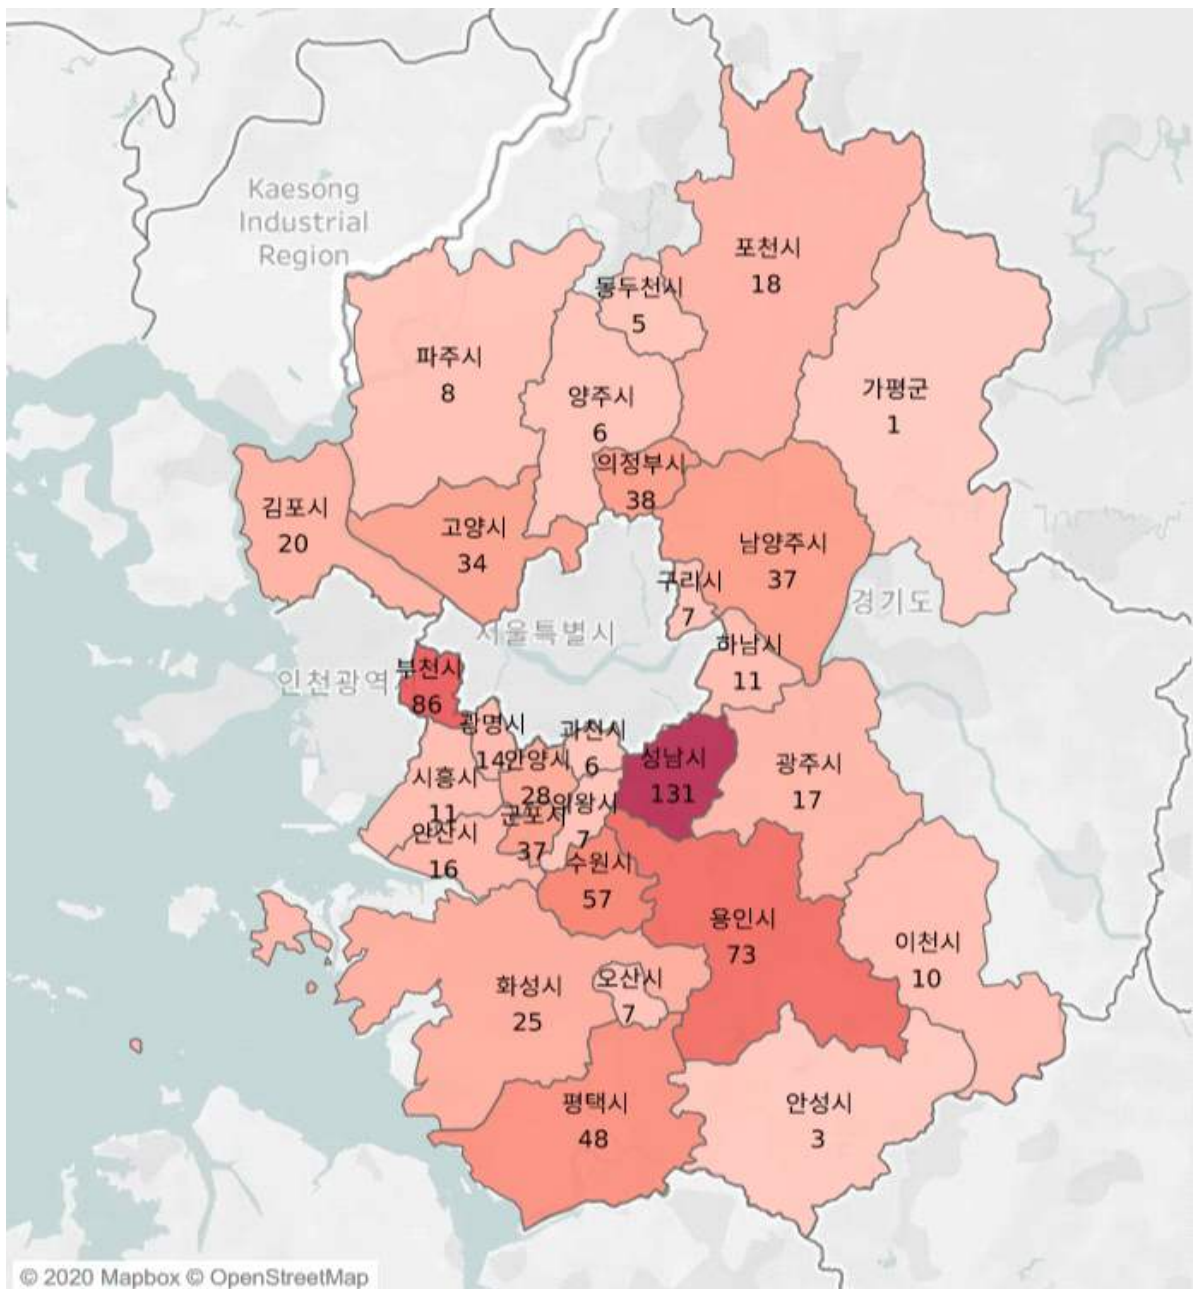 Kaesong
Industrial
Region
포천시
18
동두천시
5
파주시
8
양주시
6
가평군
1
의정부시
38
김포시
20
고양시
34
남양주시
37
구리시
7
경기도
서울특별시
하남시
11
인천광역
부천시
86
광명시
14
과천시
6
안양시
28
성남시
131
광주시
17
시흥시
11
의왕시
7
군포시
37
안산시
16
수원시
57
용인시
73
이천시
10
화성시
25
오산시
7
평택시
48
안성시
3
© 2020 Mapbox © OpenStreetMap